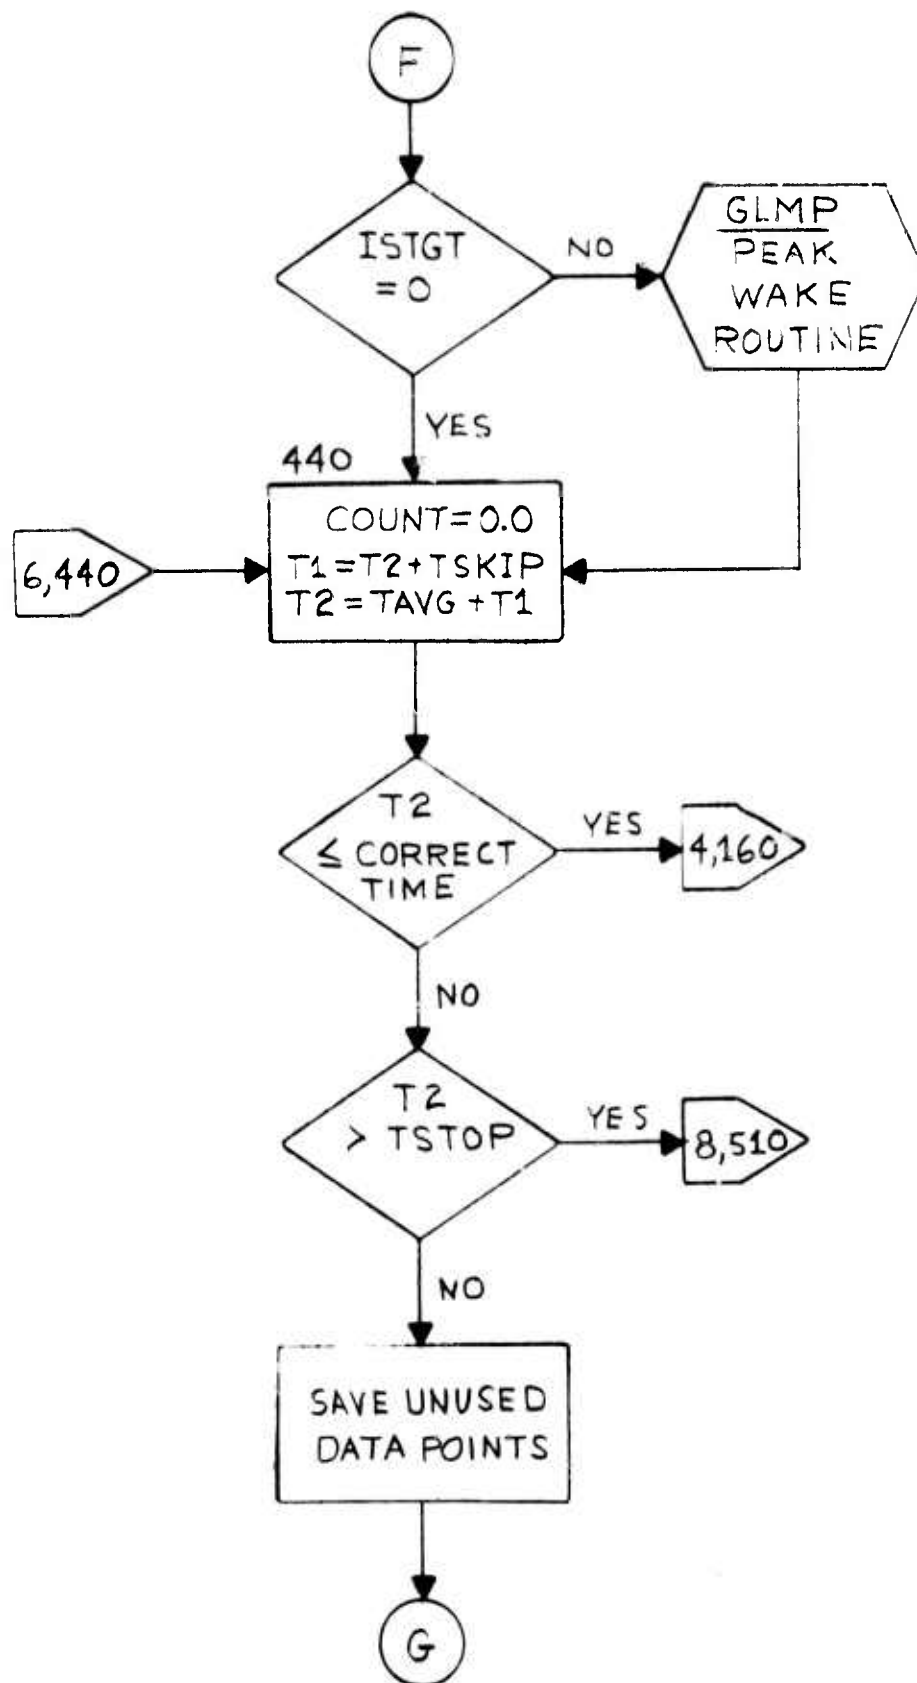 F
ISTGT
= 0
NO
GLMP
PEAK
WAKE
ROUTINE
YES
440
COUNT = 0.0
T1 = T2 + TSKIP
T2 = TAVG + T1
6,440
T2
≤ CORRECT
TIME
YES
4,160
NO
T2
> TSTOP
YES
8,510
NO
SAVE UNUSED
DATA POINTS
G